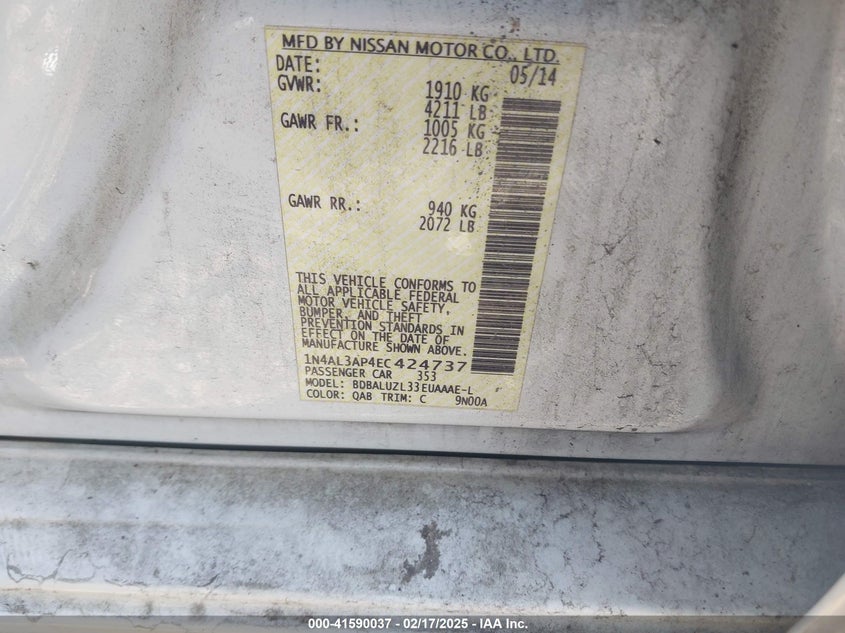 MFD BY NISSAN MOTOR CO., LTD.
DATE: 05/14
GVWR: 1910 KG
4211 LB
GAWR FR.: 1005 KG
2216 LB
GAWR RR.: 940 KG
2072 LB
THIS VEHICLE CONFORMS TO
ALL APPLICABLE FEDERAL
MOTOR VEHICLE SAFETY,
BUMPER, AND THEFT
PREVENTION STANDARDS IN
EFFECT ON THE DATE OF
MANUFACTURE SHOWN ABOVE.
1N4AL3AP4EC424737
PASSENGER CAR 353
MODEL: BDBALUZL33EUAAAE-L
COLOR: QAB TRIM: C 9N00A
000-41590037 - 02/17/2025 - IAA Inc.